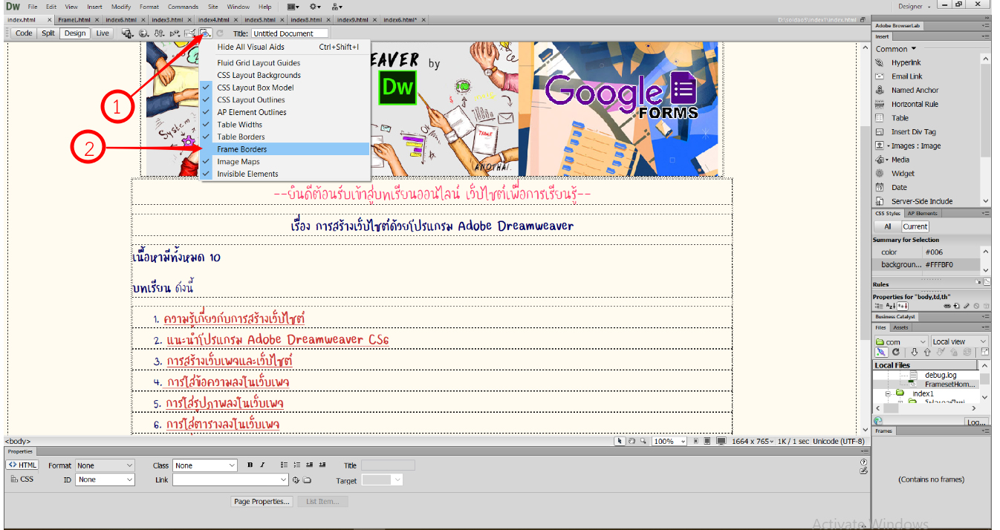 DW File Edit View Insert Modify Format Commands Site Window Help Designer
index.html × FrameL.html × index6.html × index3.html × index4.html × index5.html × index8.html × index9.html × index6.html* × D:\soidao5\index1\index.html
Code Split Design Live Title: Untitled Document
Hide All Visual Aids Ctrl+Shift+I
Fluid Grid Layout Guides
CSS Layout Backgrounds
CSS Layout Box Model
CSS Layout Outlines
AP Element Outlines
Table Widths
Table Borders
Frame Borders
Image Maps
Invisible Elements
1
2
System
EAVER by
Dw
TABLE
KANOTHAI.
Google
FORMS
--ยินดีต้อนรับเข้าสู่บทเรียนออนไลน์ เว็ปไซต์เพื่อการเรียนรู้--
เรื่อง การสร้างเว็ปไซต์ด้วยโปรแกรม Adobe Dreamweaver
เนื้อหามีทั้งหมด 10
บทเรียน ดังนี้
1. ความรู้เกี่ยวกับการสร้างเว็บไซต์
2. แนะนำโปรแกรม Adobe Dreamweaver CS6
3. การสร้างเว็บเพจและเว็บไซต์
4. การใส่ข้อความลงในเว็บเพจ
5. การใส่รูปภาพลงในเว็บเพจ
6. การใส่ตารางลงในเว็บเพจ
<body> 100% 1664 x 765 1K / 1 sec Unicode (UTF-8)
Properties
<> HTML Format None Class None B I Title
CSS ID None Link Target
Page Properties... List Item...
Adobe BrowserLab
Insert
Common
Hyperlink
Email Link
Named Anchor
Horizontal Rule
Table
Insert Div Tag
Images : Image
Media
Widget
Date
Server-Side Include
CSS Styles AP Elements
All Current
Summary for Selection
color #006
backgroun... #FFFBF0
Rules
Properties for "body,td,th"
Business Catalyst
Files Assets
com Local view
Local Files
debug.log
FramesetHom...
index1
Log...
Frames
(Contains no frames)
Activate Windows